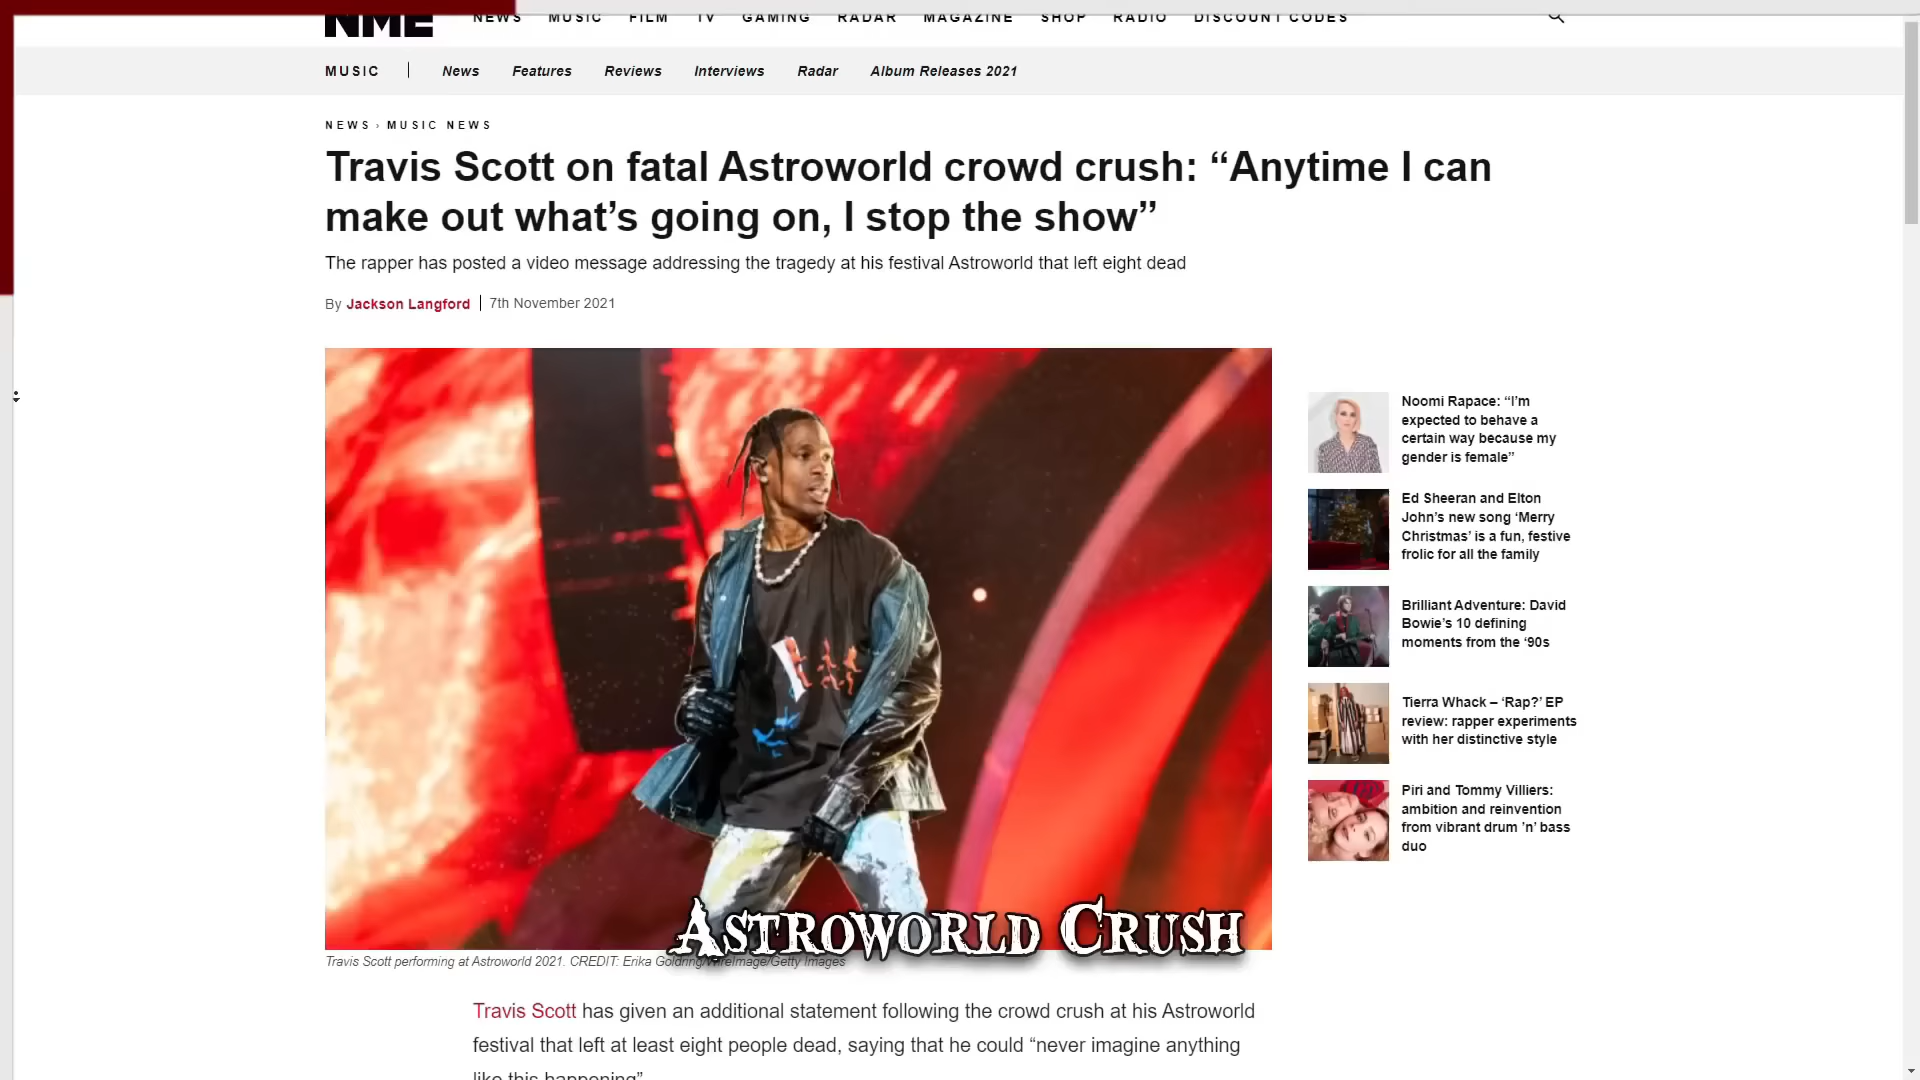 NME
NEWS MUSIC FILM TV GAMING RADAR MAGAZINE SHOP RADIO DISCOUNT CODES
MUSIC | News Features Reviews Interviews Radar Album Releases 2021
NEWS › MUSIC NEWS
Travis Scott on fatal Astroworld crowd crush: “Anytime I can
make out what’s going on, I stop the show”
The rapper has posted a video message addressing the tragedy at his festival Astroworld that left eight dead
By Jackson Langford | 7th November 2021
Noomi Rapace: “I’m
expected to behave a
certain way because my
gender is female”
Ed Sheeran and Elton
John’s new song ‘Merry
Christmas’ is a fun, festive
frolic for all the family
Brilliant Adventure: David
Bowie’s 10 defining
moments from the ‘90s
Tierra Whack – ‘Rap?’ EP
review: rapper experiments
with her distinctive style
Piri and Tommy Villiers:
ambition and reinvention
from vibrant drum ’n’ bass
duo
Astroworld Crush
Travis Scott performing at Astroworld 2021. CREDIT: Erika Goldring/WireImage/Getty Images
Travis Scott has given an additional statement following the crowd crush at his Astroworld
festival that left at least eight people dead, saying that he could “never imagine anything
like this happening”